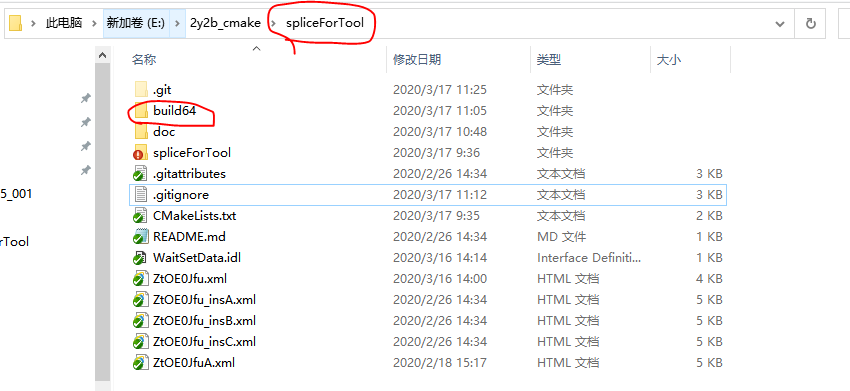 此电脑 › 新加卷 (E:) › 2y2b_cmake › spliceForTool
名称 修改日期 类型 大小
.git 2020/3/17 11:25 文件夹
build64 2020/3/17 11:05 文件夹
doc 2020/3/17 10:48 文件夹
spliceForTool 2020/3/17 9:36 文件夹
.gitattributes 2020/2/26 14:34 文本文档 3 KB
5_001
.gitignore 2020/3/17 11:12 文本文档 3 KB
CMakeLists.txt 2020/3/17 9:35 文本文档 2 KB
rTool
README.md 2020/2/26 14:34 MD 文件 1 KB
WaitSetData.idl 2020/3/16 14:14 Interface Definiti... 1 KB
ZtOE0Jfu.xml 2020/3/16 14:00 HTML 文档 4 KB
ZtOE0Jfu_insA.xml 2020/2/26 14:34 HTML 文档 5 KB
ZtOE0Jfu_insB.xml 2020/2/26 14:34 HTML 文档 5 KB
ZtOE0Jfu_insC.xml 2020/2/26 14:34 HTML 文档 5 KB
ZtOE0JfuA.xml 2020/2/18 15:17 HTML 文档 5 KB